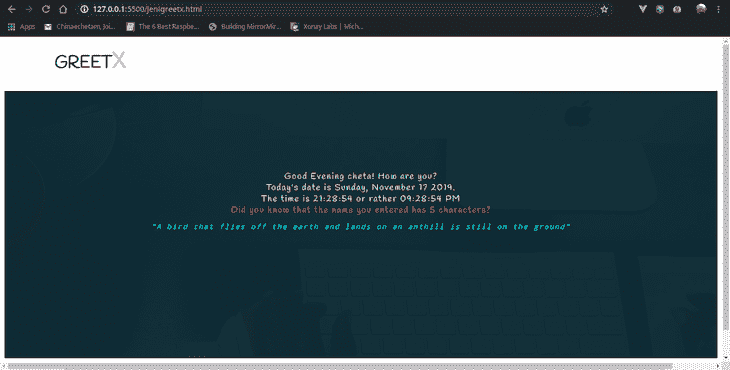 127.0.0.1:5500/jenigreetx.html
Apps Chinaechetam, Joi... The 6 Best Raspbe... Building MirrorMir... Xonay Labs | Mich...
GREETX
Good Evening cheta! How are you?
Today's date is Sunday, November 17 2019.
The time is 21:28:54 or rather 09:28:54 PM
Did you know that the name you entered has 5 characters?
"A bird that flies off the earth and lands on an anthill is still on the ground"